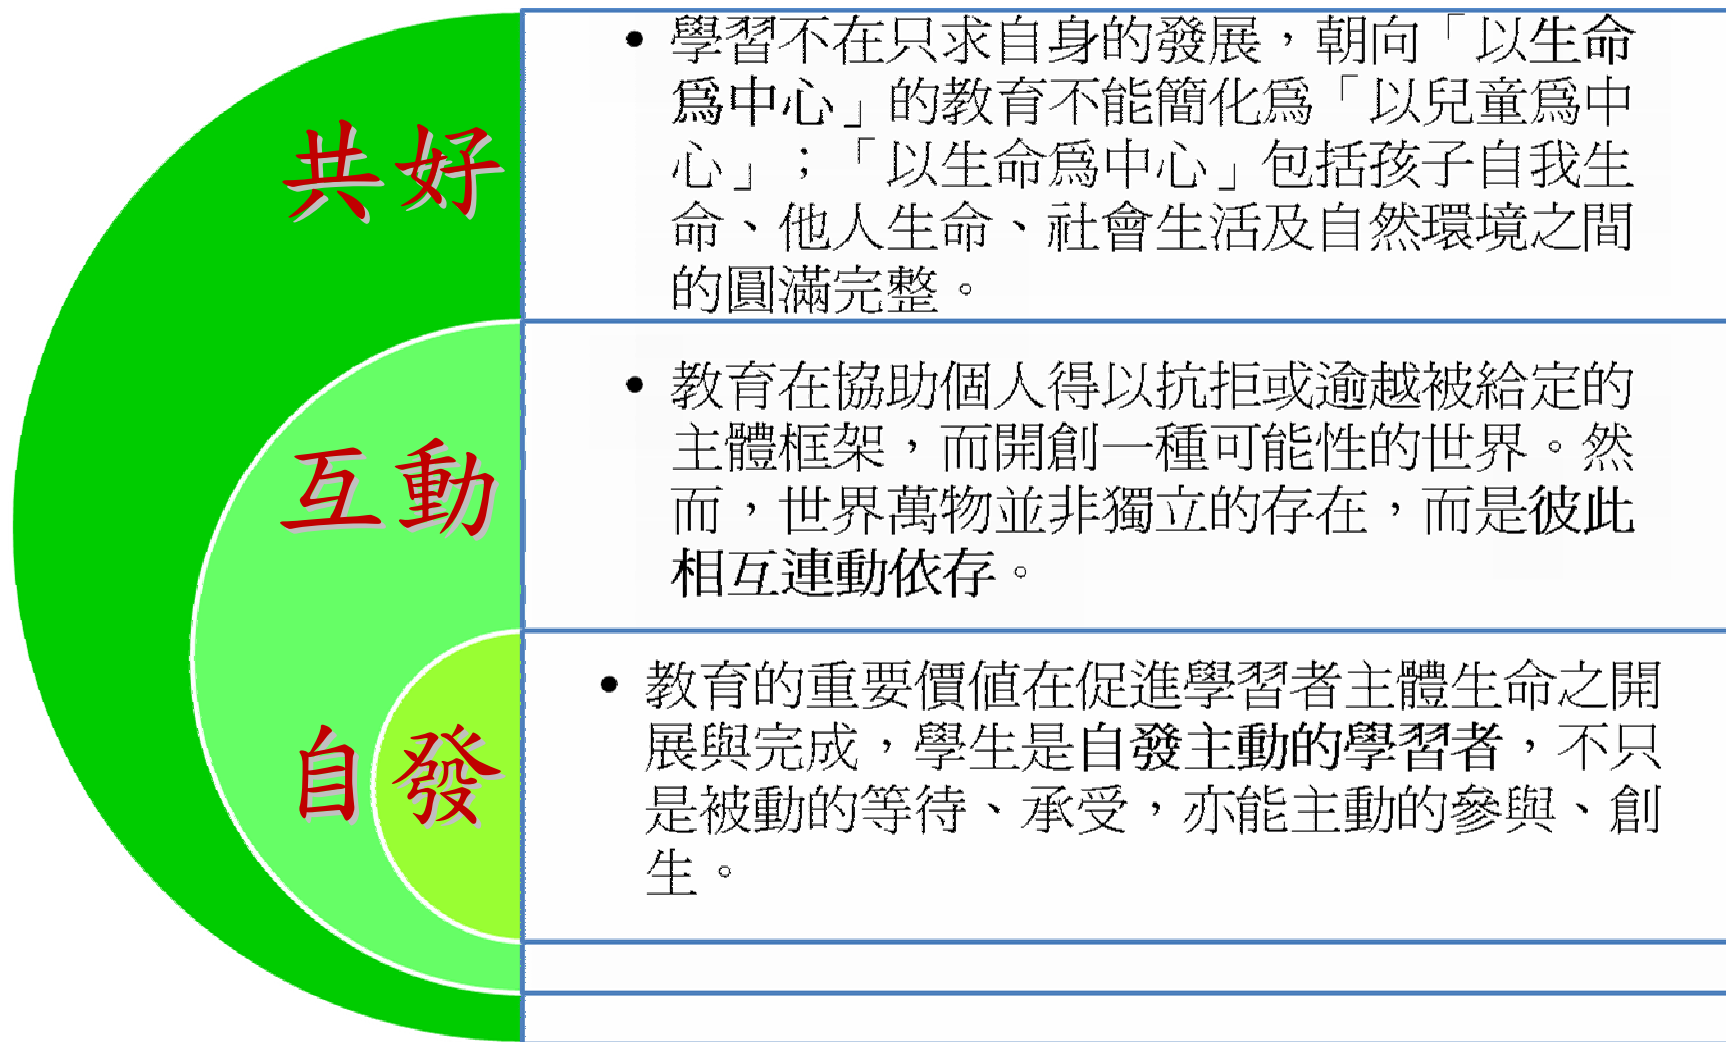 共好
• 學習不在只求自身的發展，朝向「以生命
爲中心」的教育不能簡化爲「以兒童爲中
心」；「以生命爲中心」包括孩子自我生
命、他人生命、社會生活及自然環境之間
的圓滿完整。
互動
• 教育在協助個人得以抗拒或逾越被給定的
主體框架，而開創一種可能性的世界。然
而，世界萬物並非獨立的存在，而是彼此
相互連動依存。
自發
• 教育的重要價值在促進學習者主體生命之開
展與完成，學生是自發主動的學習者，不只
是被動的等待、承受，亦能主動的參與、創
生。